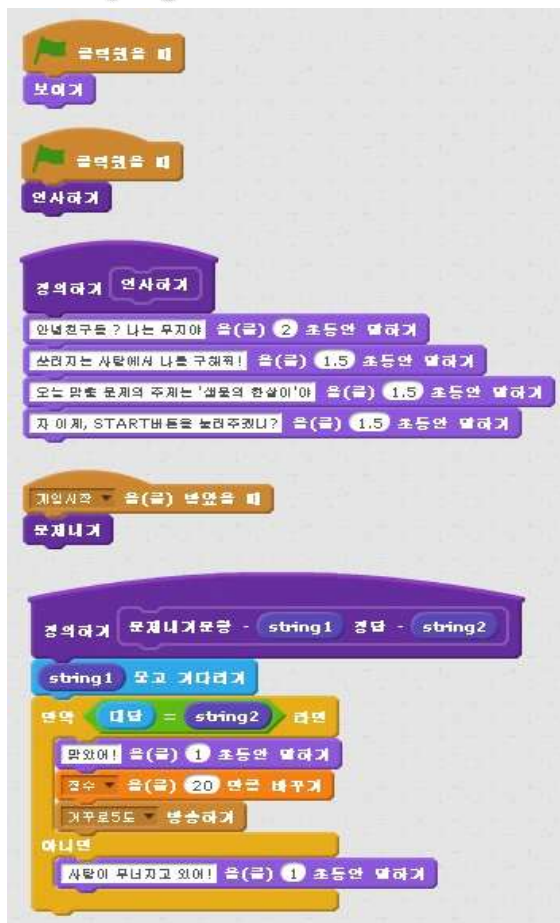 클릭했을 때
보이기
클릭했을 때
인사하기
정의하기 인사하기
안녕친구들 ? 나는 무지야 을(를) 2 초동안 말하기
쓰러지는 사탑에서 나를 구해줘! 을(를) 1.5 초동안 말하기
오늘 맞출 문제의 주제는 '생물의 한살이'야 을(를) 1.5 초동안 말하기
자 이제, START버튼을 눌러주겠니? 을(를) 1.5 초동안 말하기
게임시작 을(를) 받았을 때
문제내기
정의하기 문제내기문항 - string1 정답 - string2
string1 묻고 기다리기
만약 대답 = string2 라면
맞았어! 을(를) 1 초동안 말하기
점수 을(를) 20 만큼 바꾸기
거꾸로5도 방송하기
아니면
사탑이 무너지고 있어! 을(를) 1 초동안 말하기